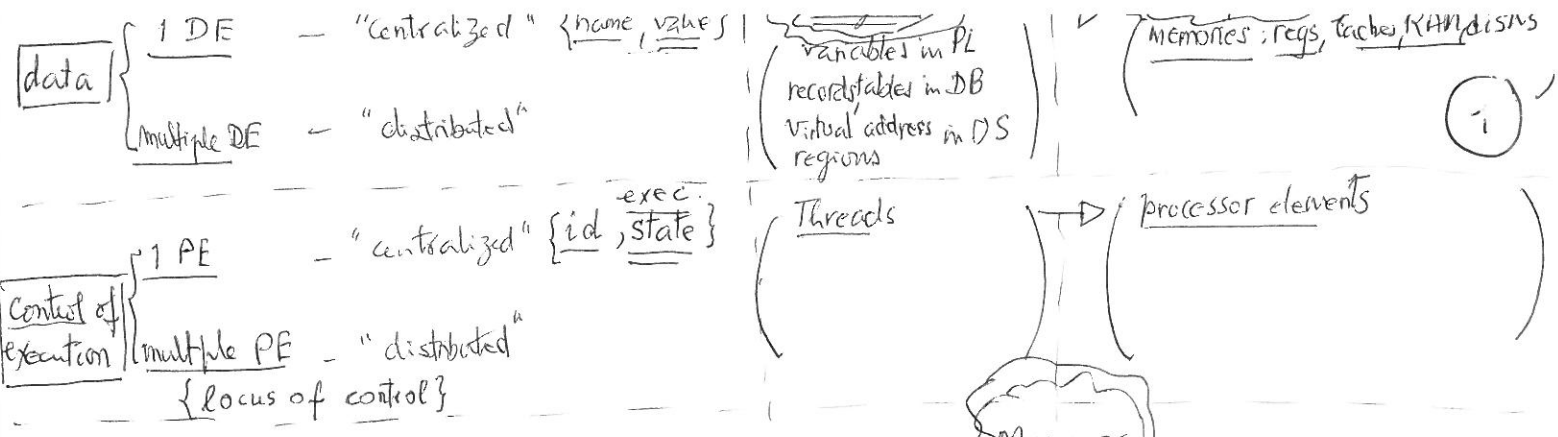 1 DE - "centralized" {name, values}
data
multiple DE - "distributed"
variables in PL
records, tables in DB
virtual address in OS
regions
memories: regs, caches, RAM, disks
i
1 PE - "centralized" {id, exec. state}
control of
execution
multiple PE - "distributed"
{locus of control}
Threads
processor elements